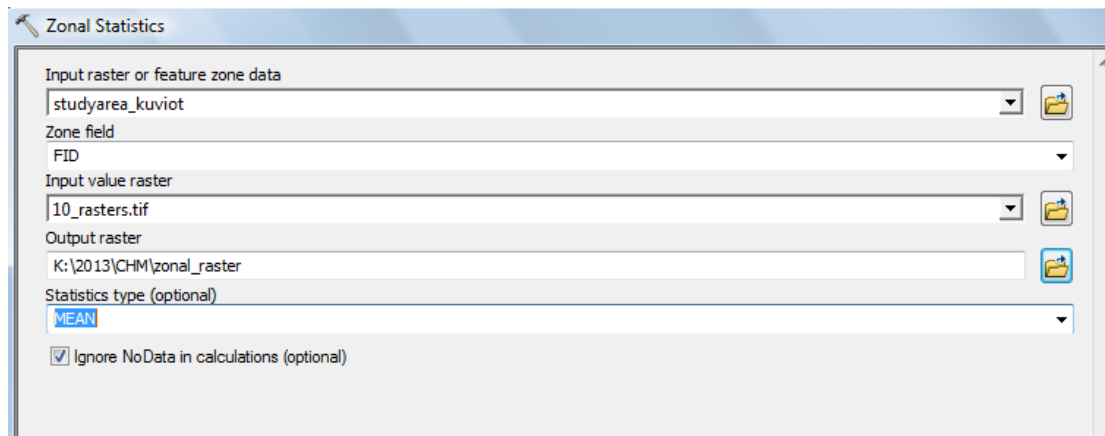 Zonal Statistics
Input raster or feature zone data
studyarea_kuviot
Zone field
FID
Input value raster
10_rasters.tif
Output raster
K:\2013\CHM\zonal_raster
Statistics type (optional)
MEAN
Ignore NoData in calculations (optional)